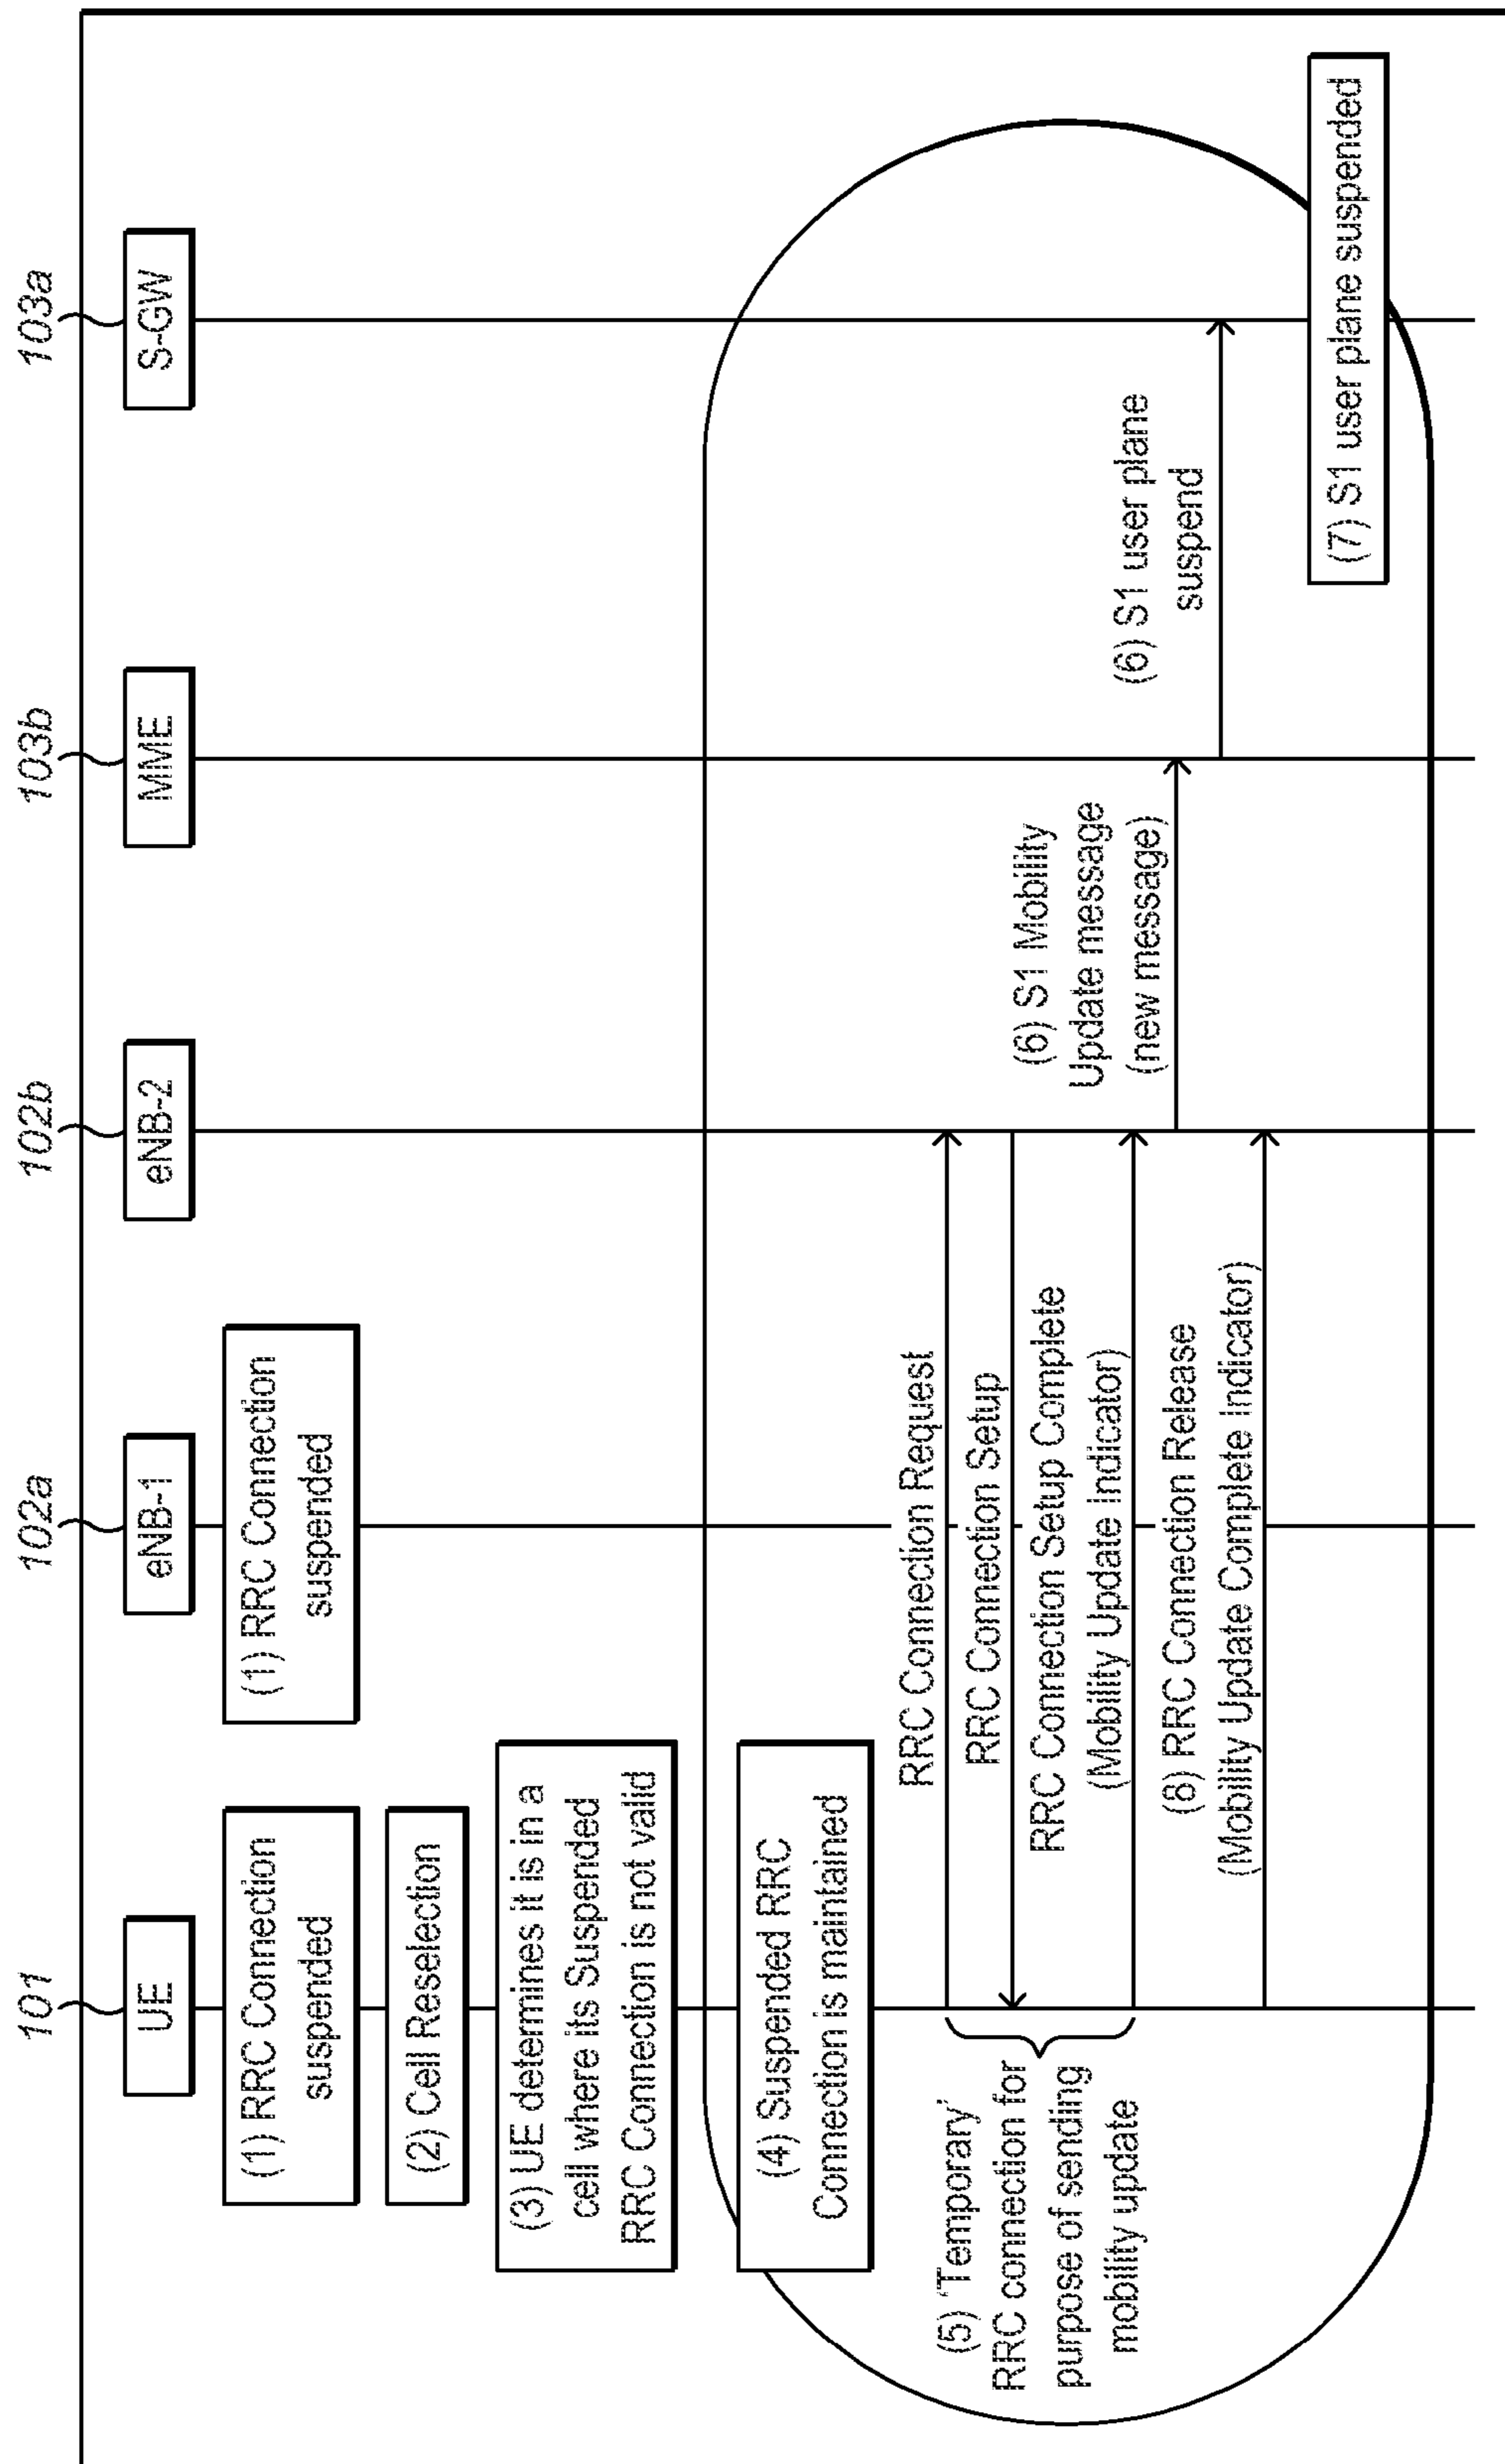 101
102a
102b
103b
103a
UE
eNB-1
eNB-2
MME
S-GW
(1) RRC Connection
suspended
(1) RRC Connection
suspended
(2) Cell Reselection
(3) UE determines it is in a
cell where its Suspended
RRC Connection is not valid
(4) Suspended RRC
Connection is maintained
RRC Connection Request
RRC Connection Setup
(5) 'Temporary'
RRC connection for
purpose of sending
mobility update
RRC Connection Setup Complete
(Mobility Update Indicator)
(6) S1 Mobility
Update message
(new message)
(6) S1 user plane
suspend
(8) RRC Connection Release
(Mobility Update Complete Indicator)
(7) S1 user plane suspended